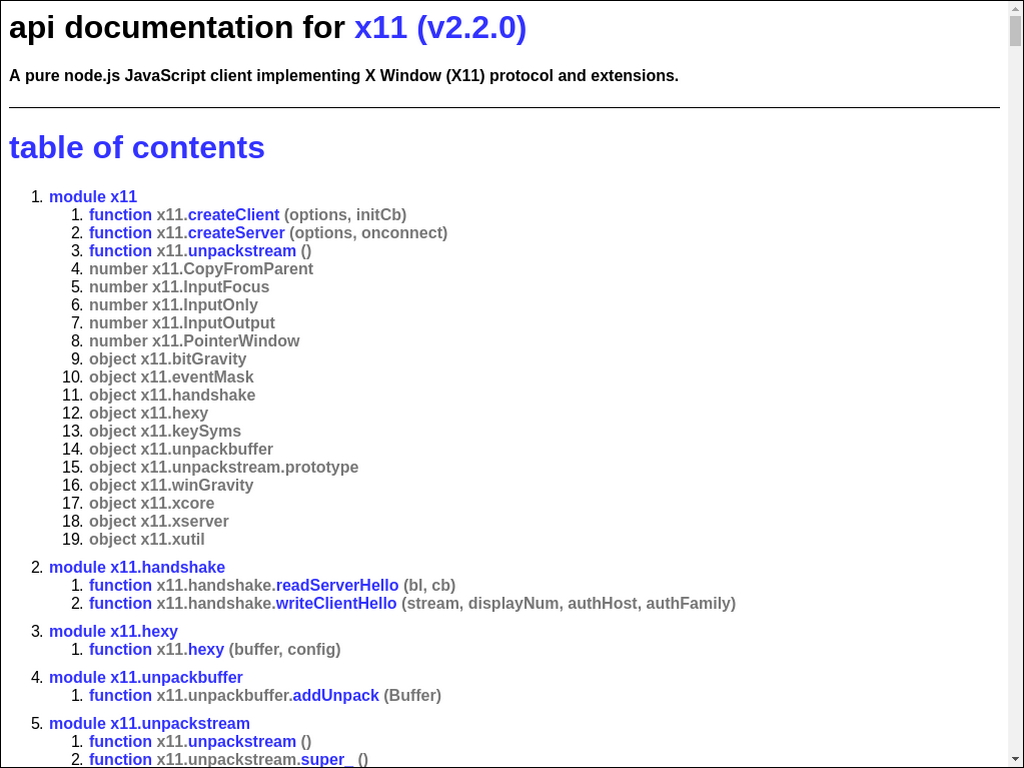 api documentation for x11 (v2.2.0)
A pure node.js JavaScript client implementing X Window (X11) protocol and extensions.
table of contents
1. module x11
1. function x11.createClient (options, initCb)
2. function x11.createServer (options, onconnect)
3. function x11.unpackstream ()
4. number x11.CopyFromParent
5. number x11.InputFocus
6. number x11.InputOnly
7. number x11.InputOutput
8. number x11.PointerWindow
9. object x11.bitGravity
10. object x11.eventMask
11. object x11.handshake
12. object x11.hexy
13. object x11.keySyms
14. object x11.unpackbuffer
15. object x11.unpackstream.prototype
16. object x11.winGravity
17. object x11.xcore
18. object x11.xserver
19. object x11.xutil
2. module x11.handshake
1. function x11.handshake.readServerHello (bl, cb)
2. function x11.handshake.writeClientHello (stream, displayNum, authHost, authFamily)
3. module x11.hexy
1. function x11.hexy (buffer, config)
4. module x11.unpackbuffer
1. function x11.unpackbuffer.addUnpack (Buffer)
5. module x11.unpackstream
1. function x11.unpackstream ()
2. function x11.unpackstream.super_ ()